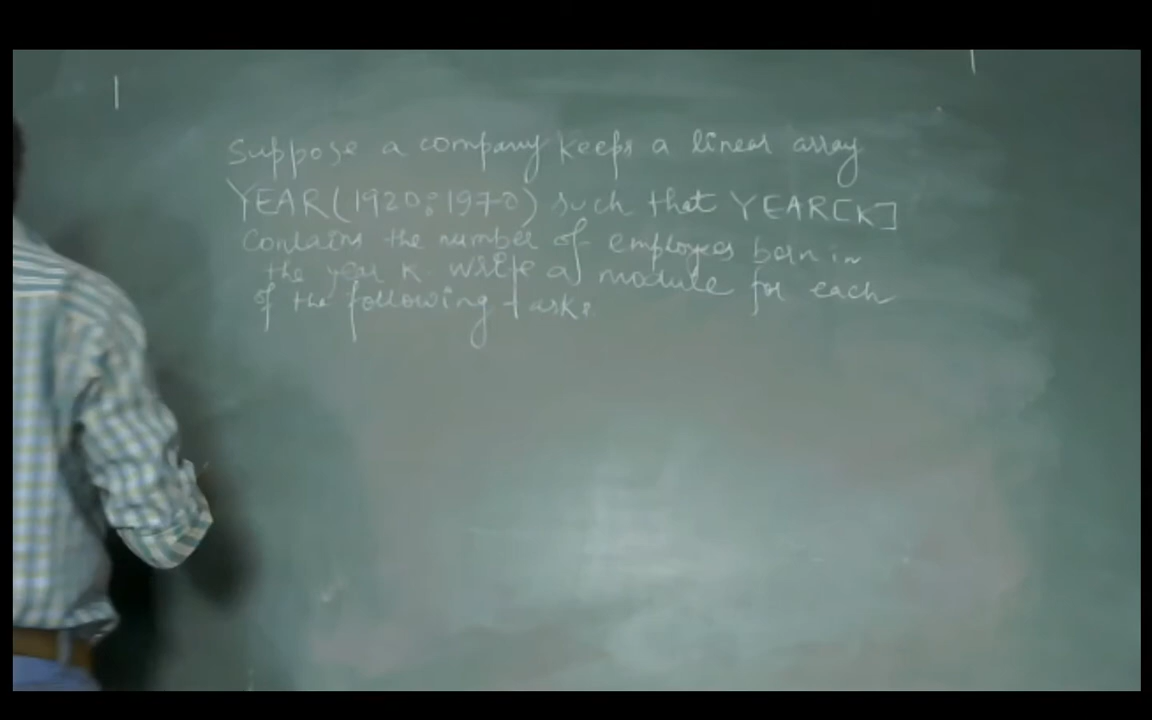 Suppose a company keeps a linear array
YEAR(1920:1970) such that YEAR[K]
Contains the number of employees born in
the year K. write a module for each
of the following tasks